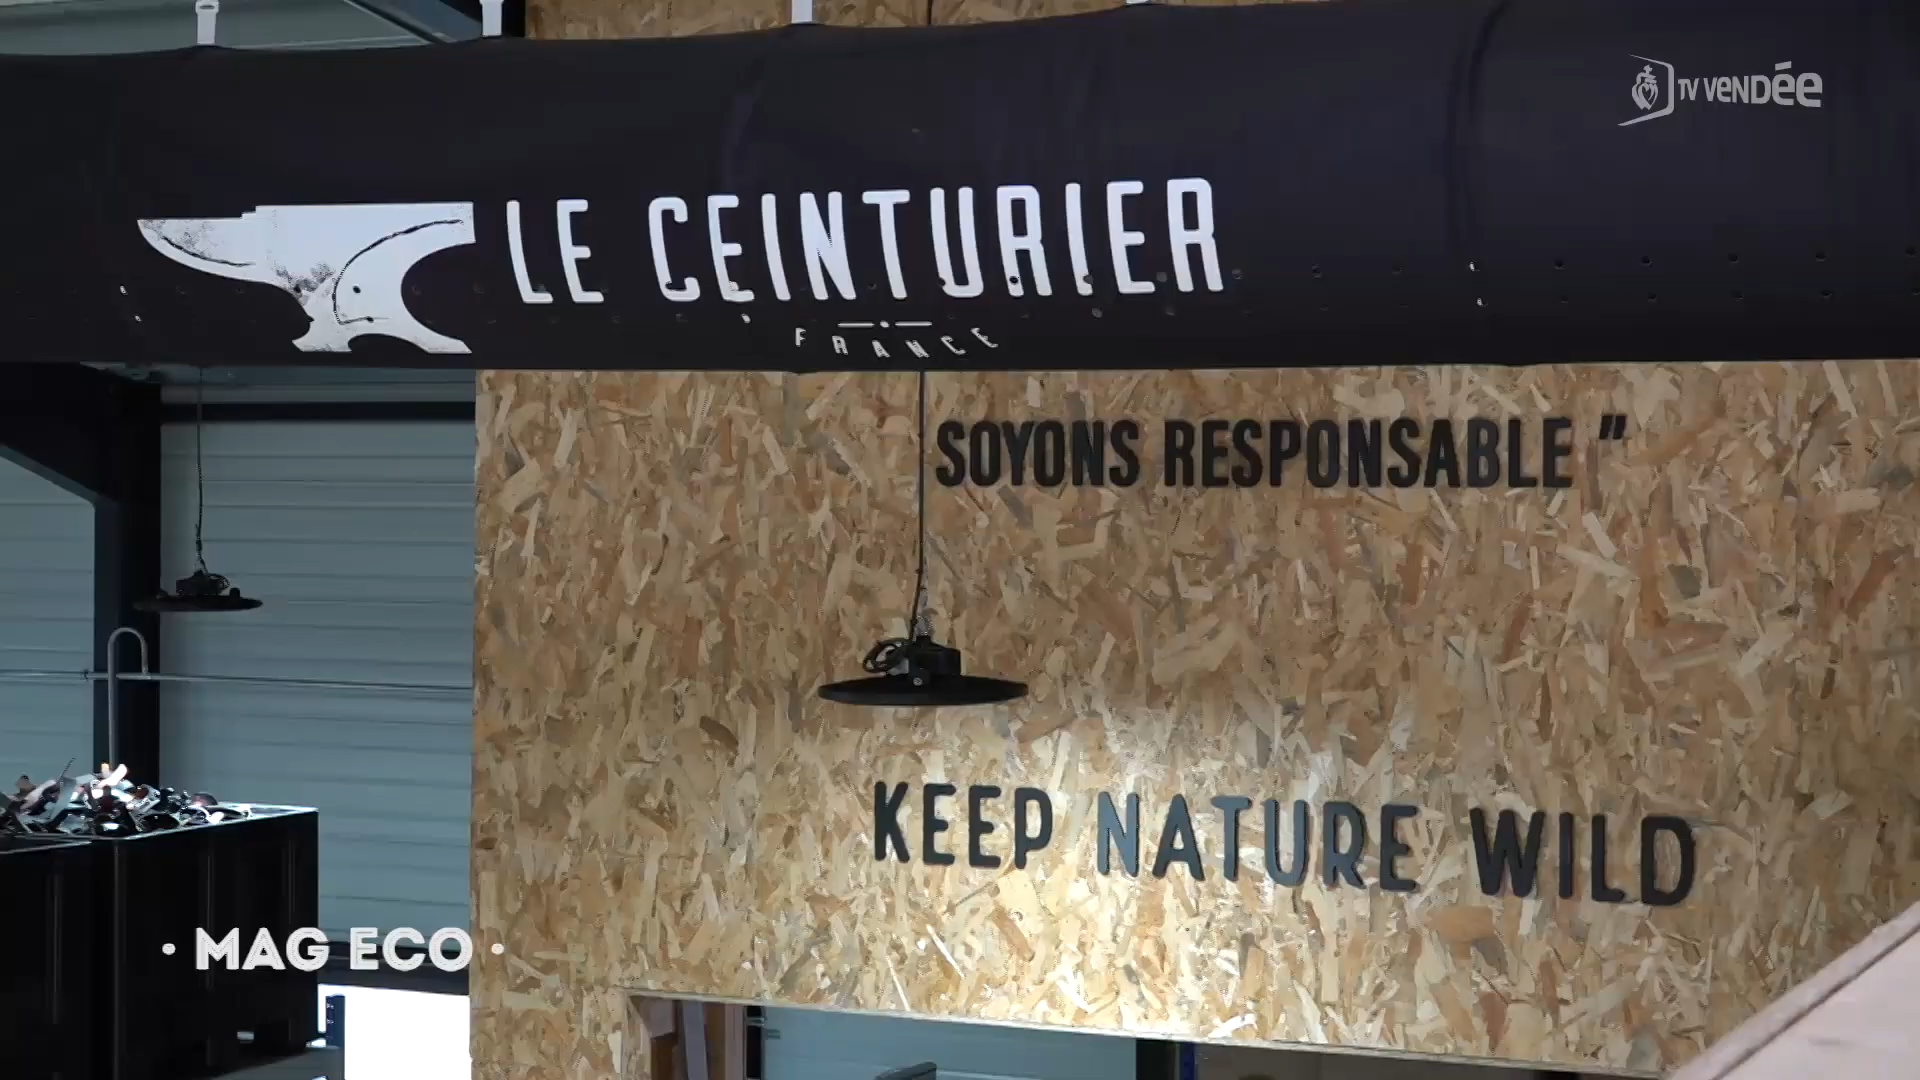 TV VENDÉE
LE CEINTURIER
FRANCE
SOYONS RESPONSABLE "
KEEP NATURE WILD
• MAG ECO •